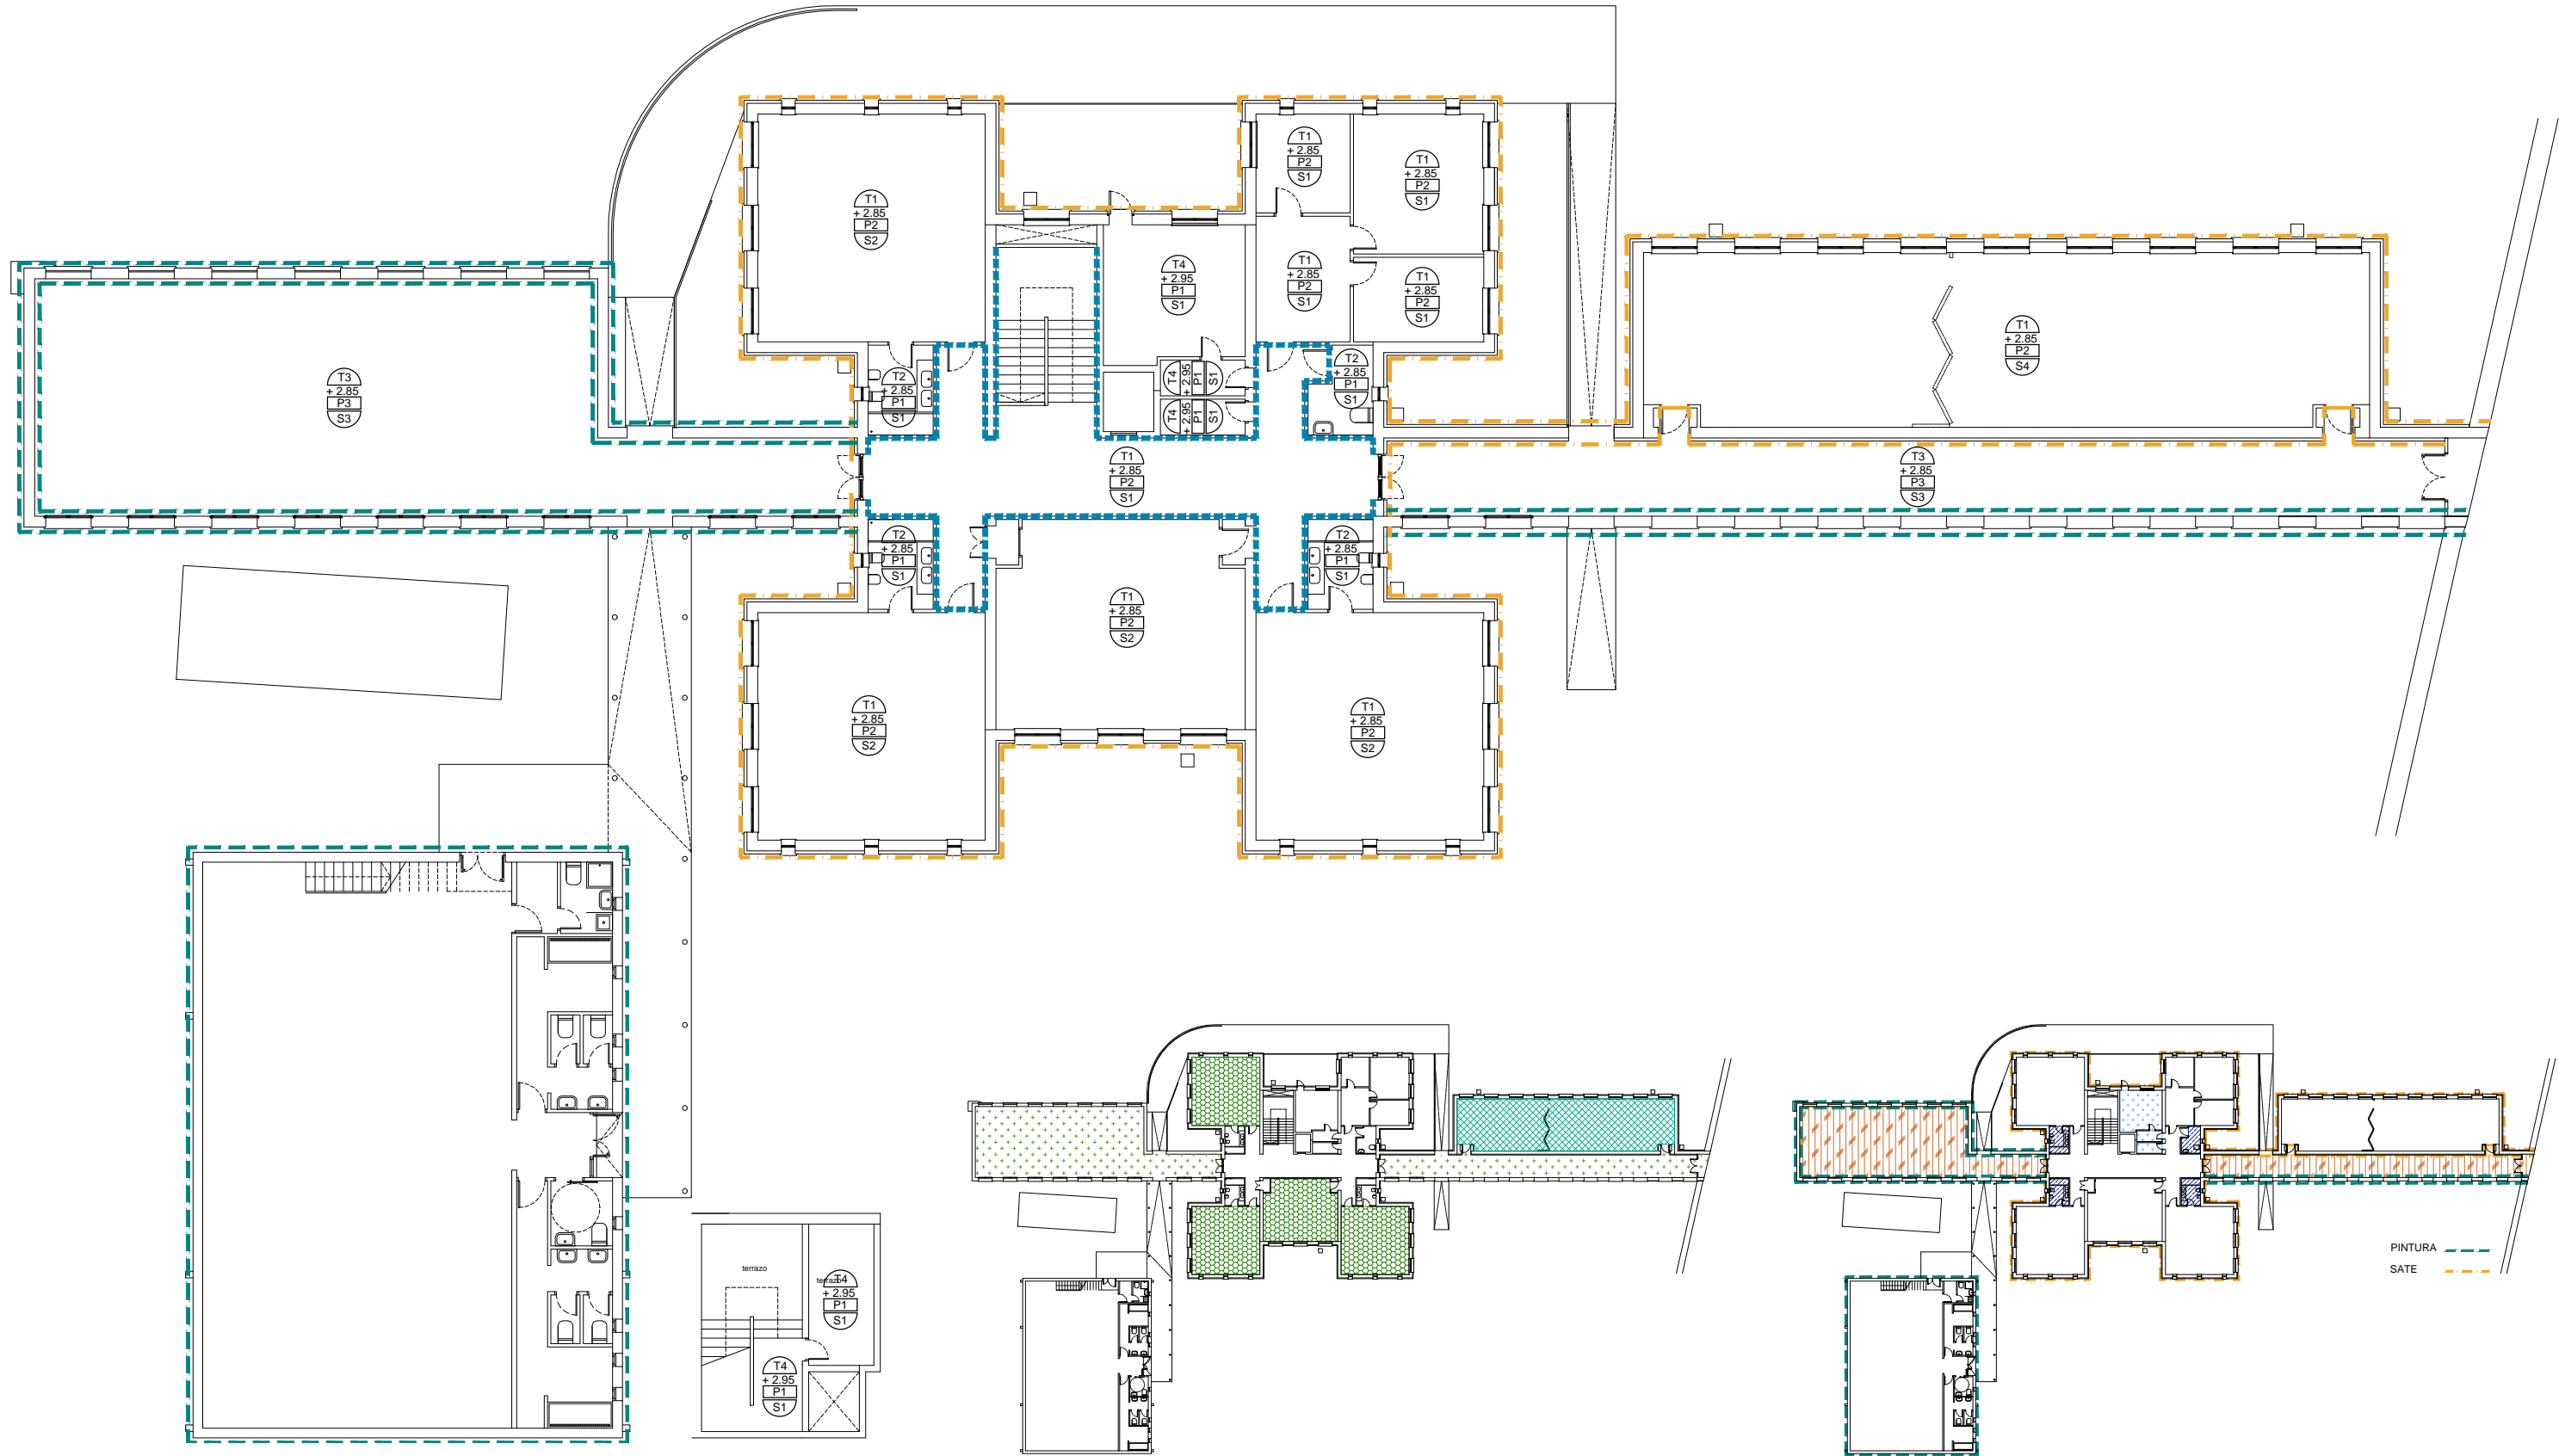 T1
+ 2.85
P2
S1
T1
+ 2.85
P2
S1
T1
+ 2.85
P2
S2
T4
+ 2.95
P1
S1
T1
+ 2.85
P2
S1
T1
+ 2.85
P2
S1
T1
+ 2.85
P2
S4
T3
+ 2.85
P3
S3
T2
+ 2.85
P1
S1
T4
+ 2.95
P1
S1
T4
+ 2.95
P1
S1
T2
+ 2.85
P1
S1
T1
+ 2.85
P2
S1
T3
+ 2.85
P3
S3
T2
+ 2.85
P1
S1
T2
+ 2.85
P1
S1
T1
+ 2.85
P2
S2
T1
+ 2.85
P2
S2
T1
+ 2.85
P2
S2
terrazo
terrazo
T4
+ 2.95
P1
S1
T4
+ 2.95
P1
S1
PINTURA
SATE